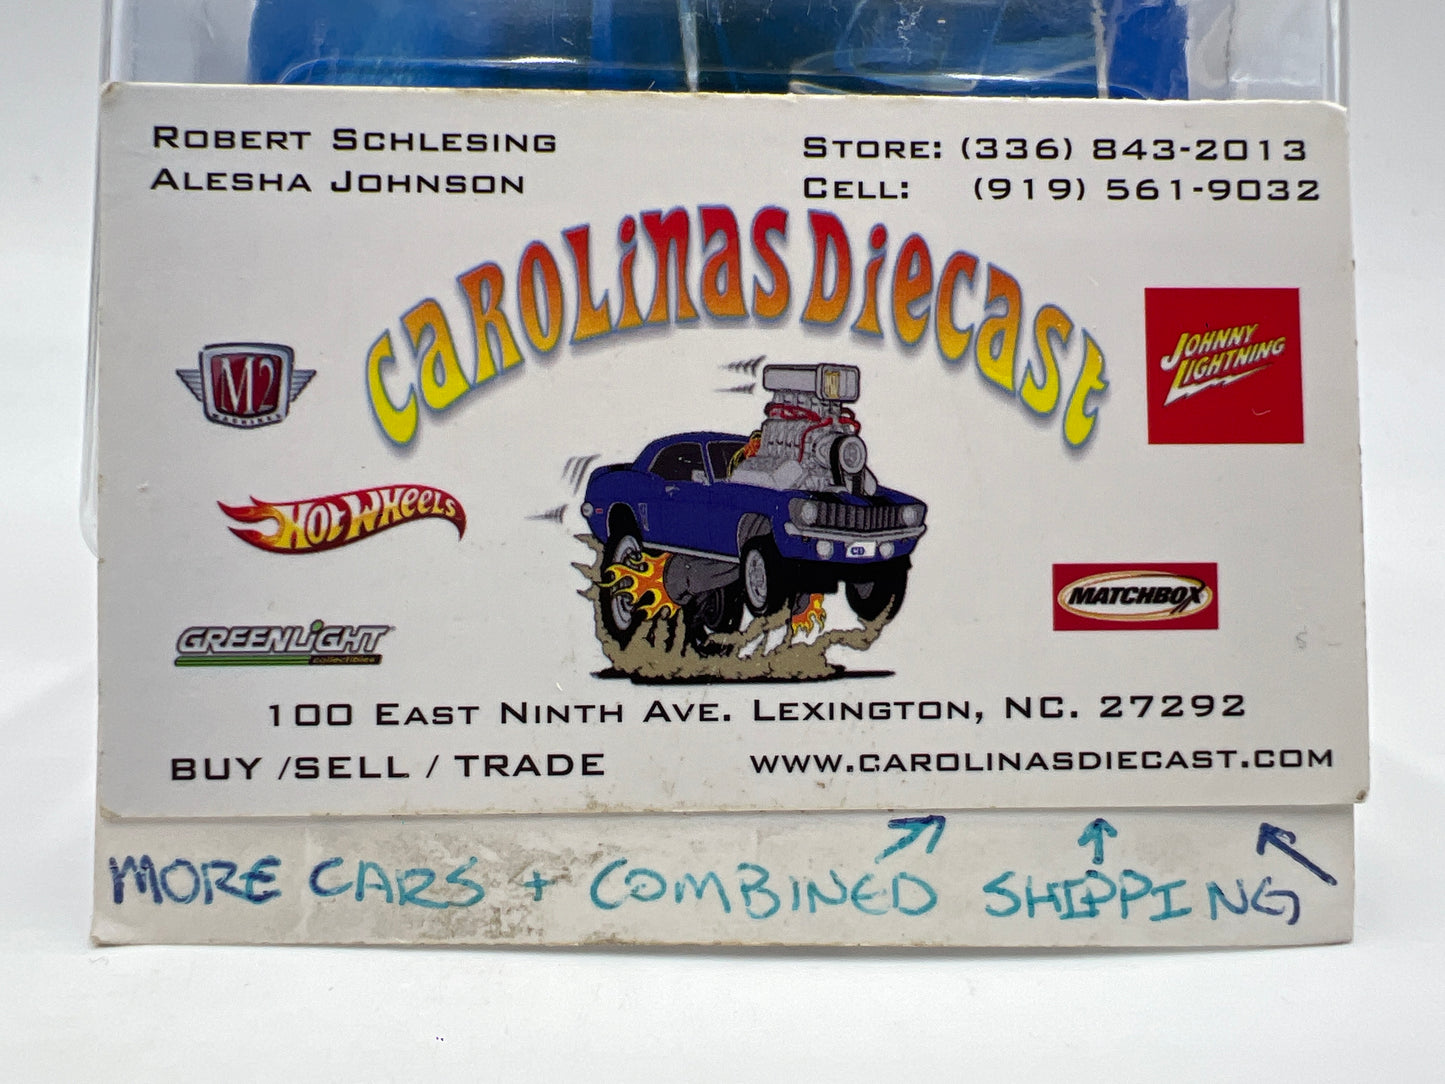 ROBERT SCHLESING
ALESHA JOHNSON
STORE: (336) 843-2013
CELL: (919) 561-9032
CAROLINAS DIECAST
M2
MACHINES
JOHNNY
LIGHTNING
HOT WHEELS
CD
MATCHBOX
GREENLIGHT
collectibles
100 EAST NINTH AVE. LEXINGTON, NC. 27292
BUY /SELL / TRADE
WWW.CAROLINASDIECAST.COM
MORE CARS + COMBINED SHIPPING